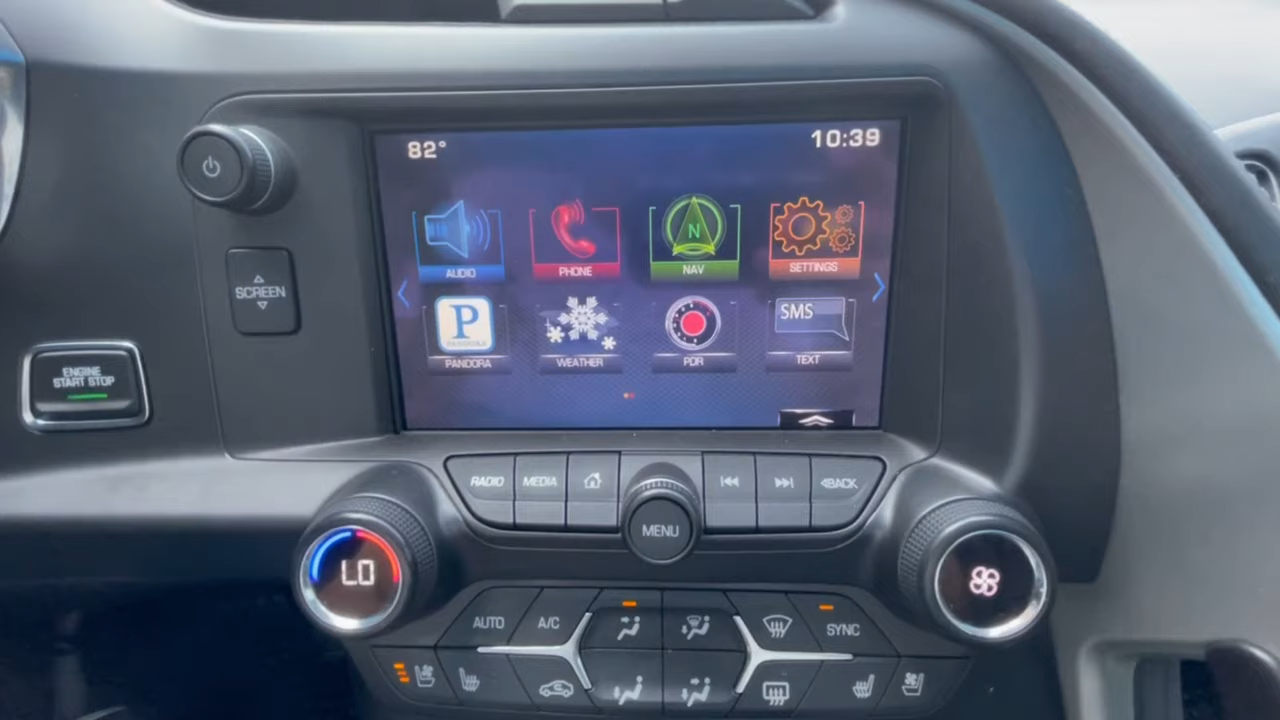 82°
10:39
AUDIO
PHONE
N
NAV
SETTINGS
P
PANDORA
PANDORA
WEATHER
PDR
SMS
TEXT
SCREEN
ENGINE
START STOP
RADIO
MEDIA
BACK
MENU
LO
AUTO
A/C
SYNC